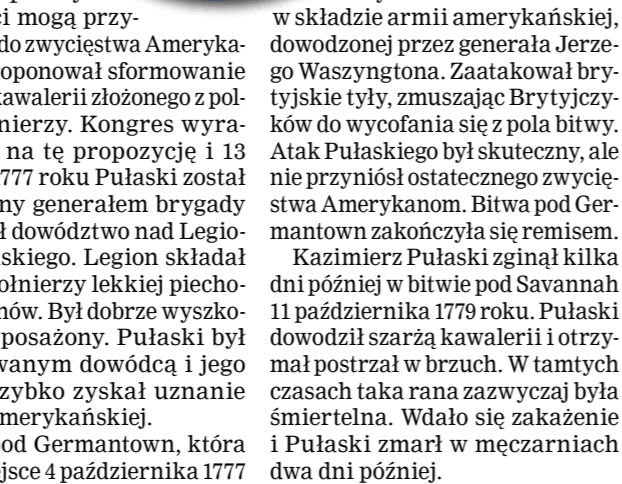 ci mogą przy-
do zwycięstwa Ameryka-
oponował sformowanie
kawalerii złożonego z pol-
nierzy. Kongres wyra-
na tę propozycję i 13
1777 roku Pułaski został
ny generałem brygady
ł dowództwo nad Legio-
skiego. Legion składał
ołnierzy lekkiej piecho-
nów. Był dobrze wyszko-
posażony. Pułaski był
wanym dowódcą i jego
zybko zyskał uznanie
merykańskiej.
pod Germantown, która
ejsce 4 października 1777
w składzie armii amerykańskiej,
dowodzonej przez generała Jerze-
go Waszyngtona. Zaatakował bry-
tyjskie tyły, zmuszając Brytyjczy-
ków do wycofania się z pola bitwy.
Atak Pułaskiego był skuteczny, ale
nie przyniósł ostatecznego zwycię-
stwa Amerykanom. Bitwa pod Ger-
mantown zakończyła się remisem.
Kazimierz Pułaski zginął kilka
dni później w bitwie pod Savannah
11 października 1779 roku. Pułaski
dowodził szarżą kawalerii i otrzy-
mał postrzał w brzuch. W tamtych
czasach taka rana zazwyczaj była
śmiertelna. Wdało się zakażenie
i Pułaski zmarł w męczarniach
dwa dni później.